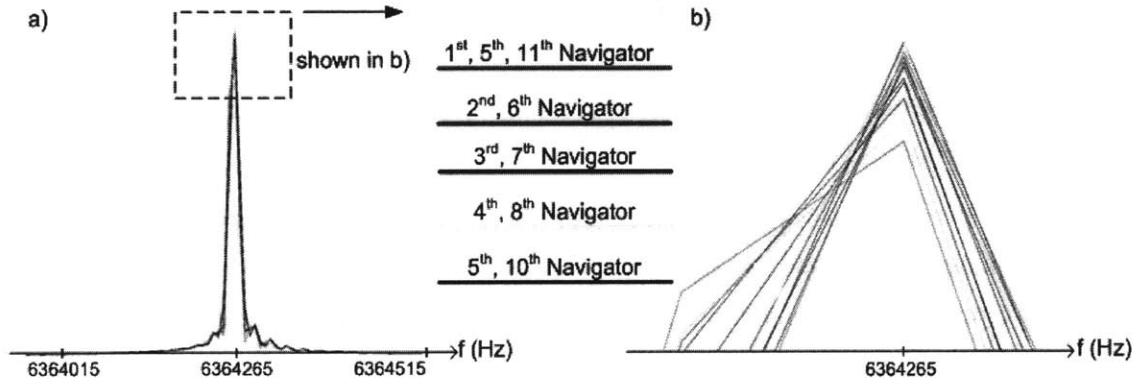 a)
shown in b)
1st, 5th, 11th Navigator
2nd, 6th Navigator
3rd, 7th Navigator
4th, 8th Navigator
5th, 10th Navigator
f (Hz)
6364015
6364265
6364515
b)
f (Hz)
6364265